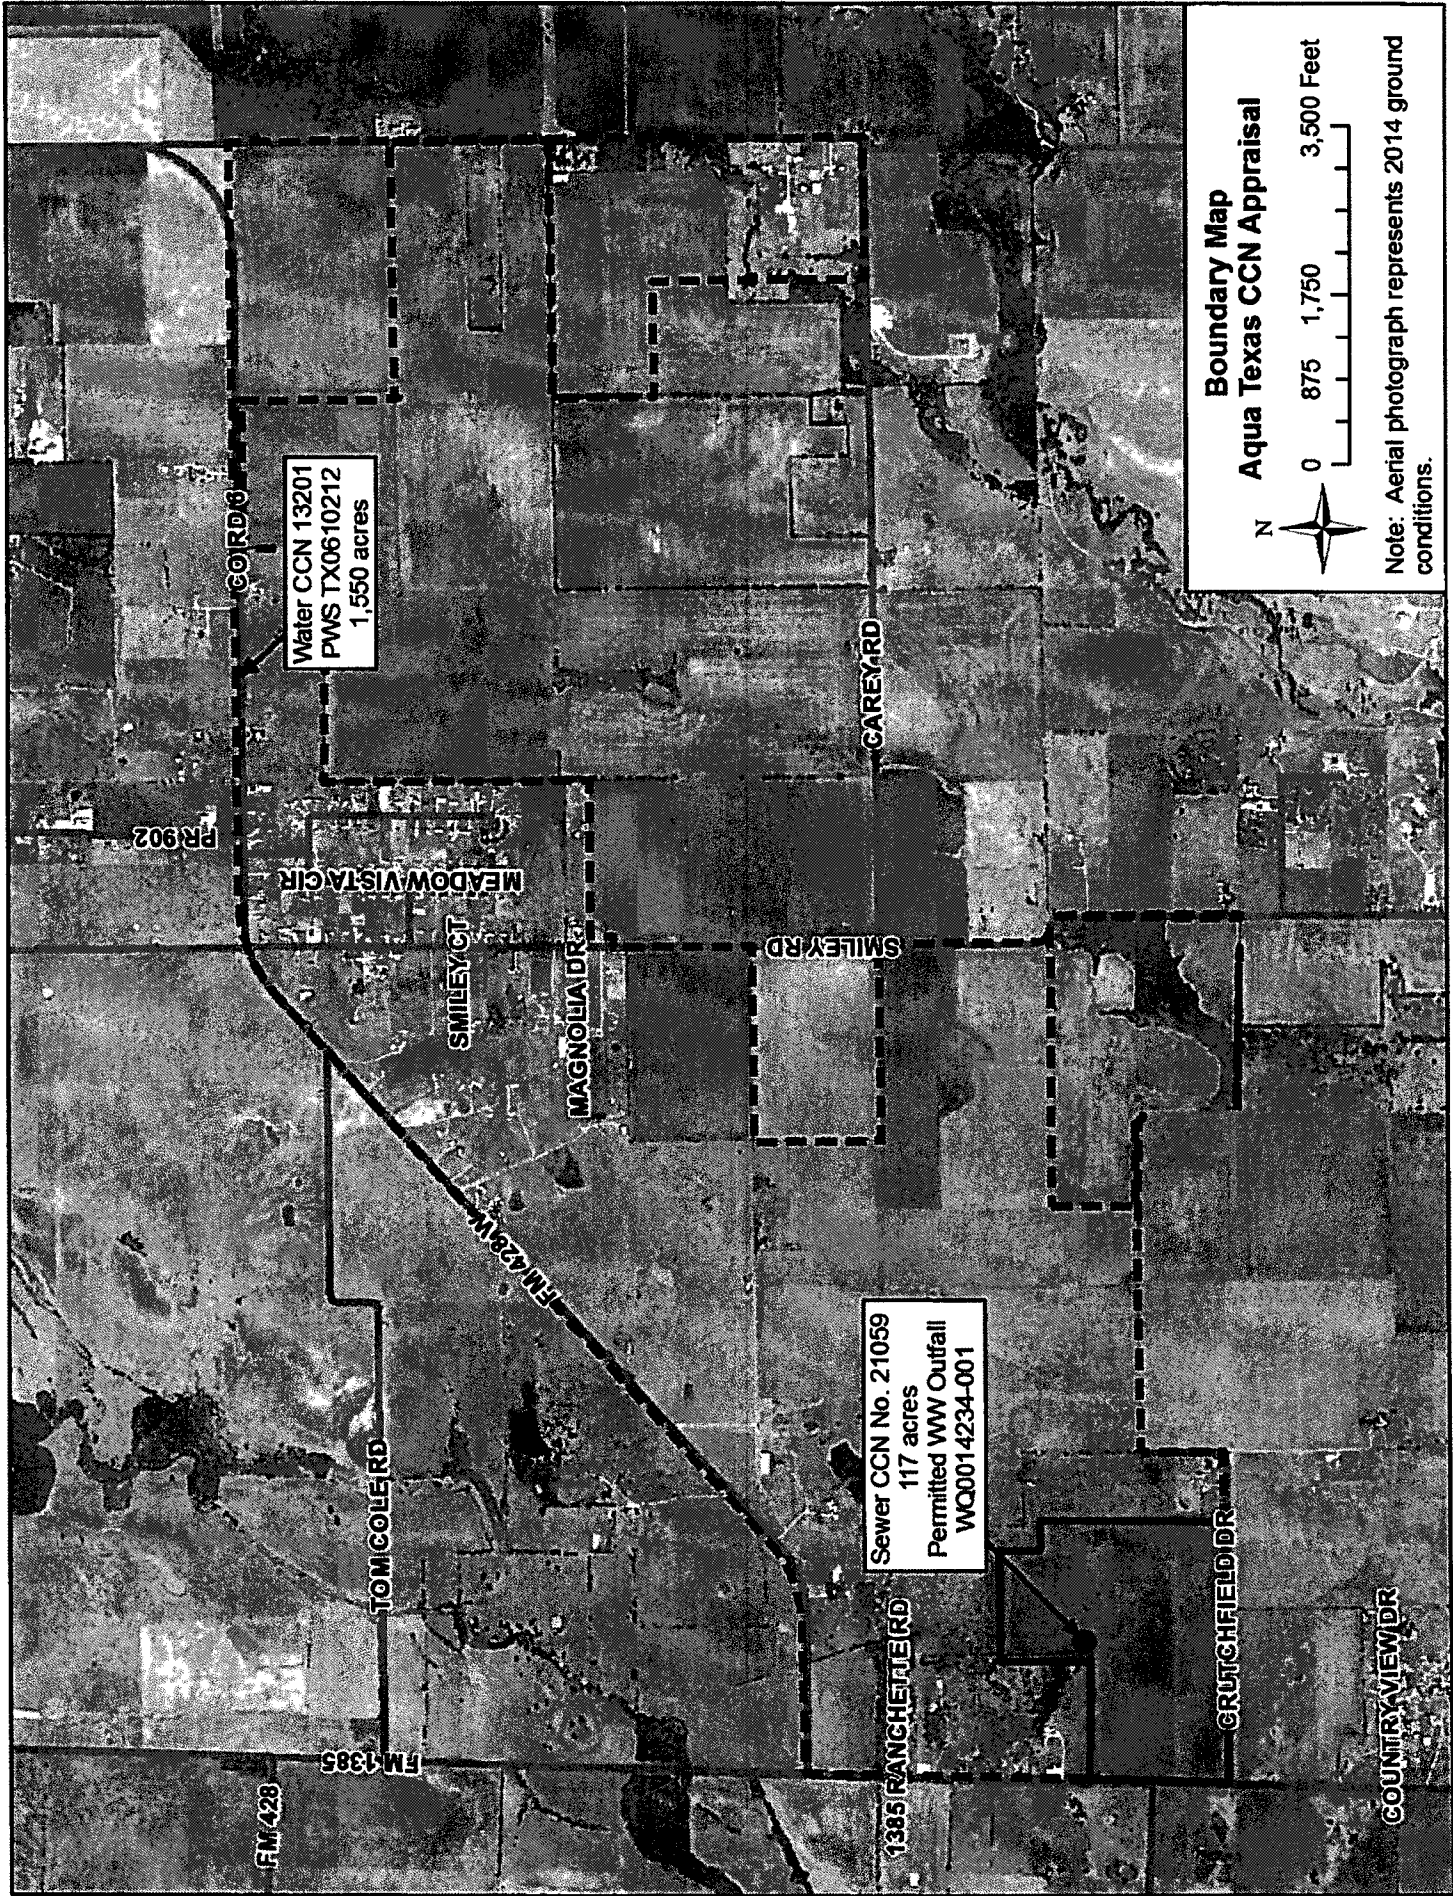 FM 428
FM 1385
TOM COLE RD
PR 902
CO RD 6
Water CCN 13201
PWS TX0610212
1,550 acres
MEADOW VISTA CIR
SMILEY CT
MAGNOLIA DR
FM 428 W
SMILEY RD
CAREY RD
1385 RANCHETTE RD
Sewer CCN No. 21059
117 acres
Permitted WW Outfall
WQ0014234-001
CRUTCHFIELD DR
COUNTRY VIEW DR
Boundary Map
Aqua Texas CCN Appraisal
N
0 875 1,750 3,500 Feet
Note: Aerial photograph represents 2014 ground
conditions.